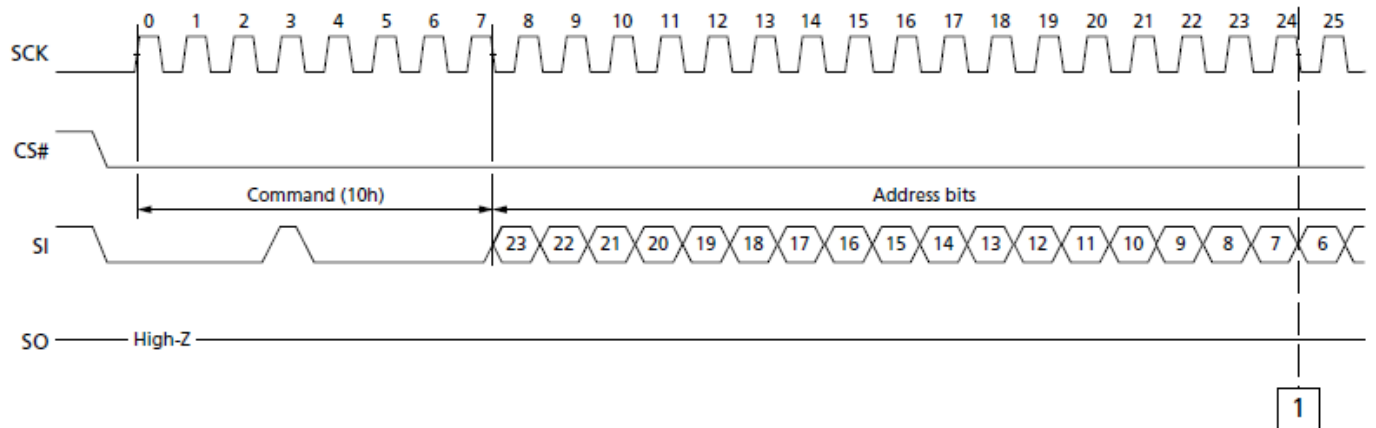 0 1 2 3 4 5 6 7 8 9 10 11 12 13 14 15 16 17 18 19 20 21 22 23 24 25
SCK
CS#
Command (10h) Address bits
SI 23 22 21 20 19 18 17 16 15 14 13 12 11 10 9 8 7 6
SO High-Z
1